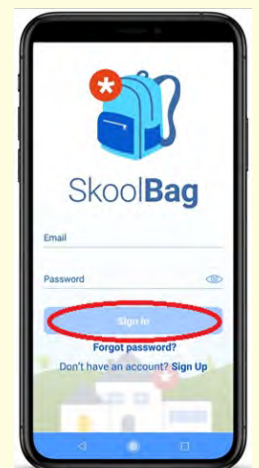 SkoolBag
Email
Password
Sign in
Forgot password?
Don't have an account? Sign Up